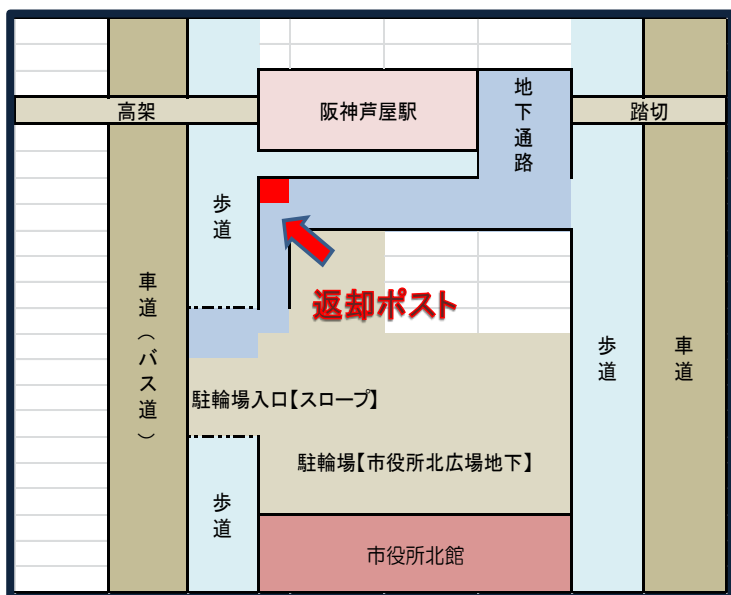 高架
阪神芦屋駅
地下通路
踏切
歩道
返却ポスト
車道(バス道)
歩道
車道
駐輪場入口【スロープ】
駐輪場【市役所北広場地下】
歩道
市役所北館